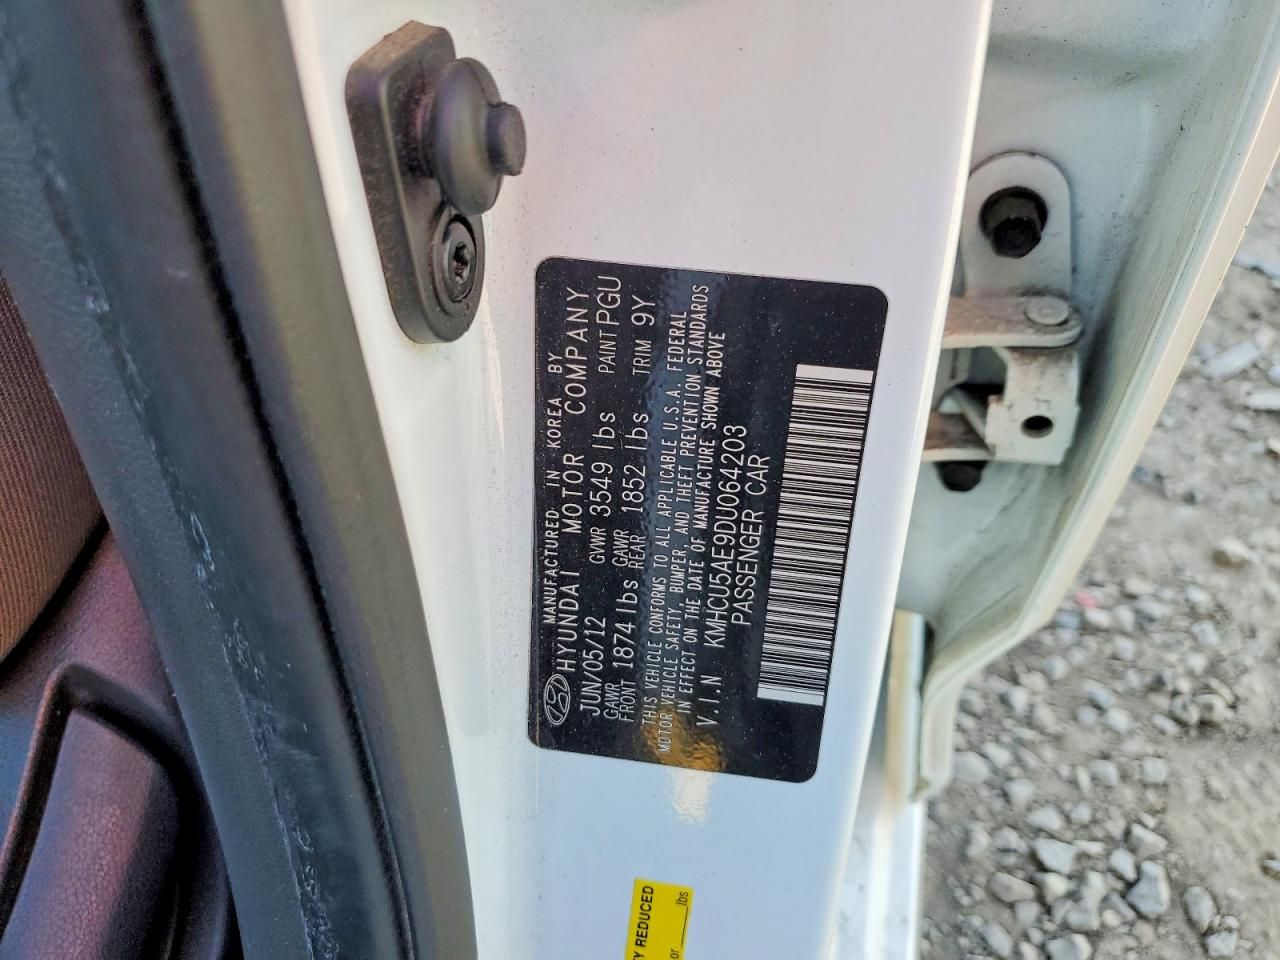 MANUFACTURED IN KOREA BY
HYUNDAI MOTOR COMPANY
JUN/05/12 GVWR 3549 lbs PAINT PGU
GAWR FRONT 1874 lbs GAWR REAR 1852 lbs TRIM 9Y
THIS VEHICLE CONFORMS TO ALL APPLICABLE U.S.A. FEDERAL
MOTOR VEHICLE SAFETY, BUMPER, AND THEFT PREVENTION STANDARDS
IN EFFECT ON THE DATE OF MANUFACTURE SHOWN ABOVE
V.I.N KMHCU5AE9DU064203
PASSENGER CAR
REDUCED
lbs